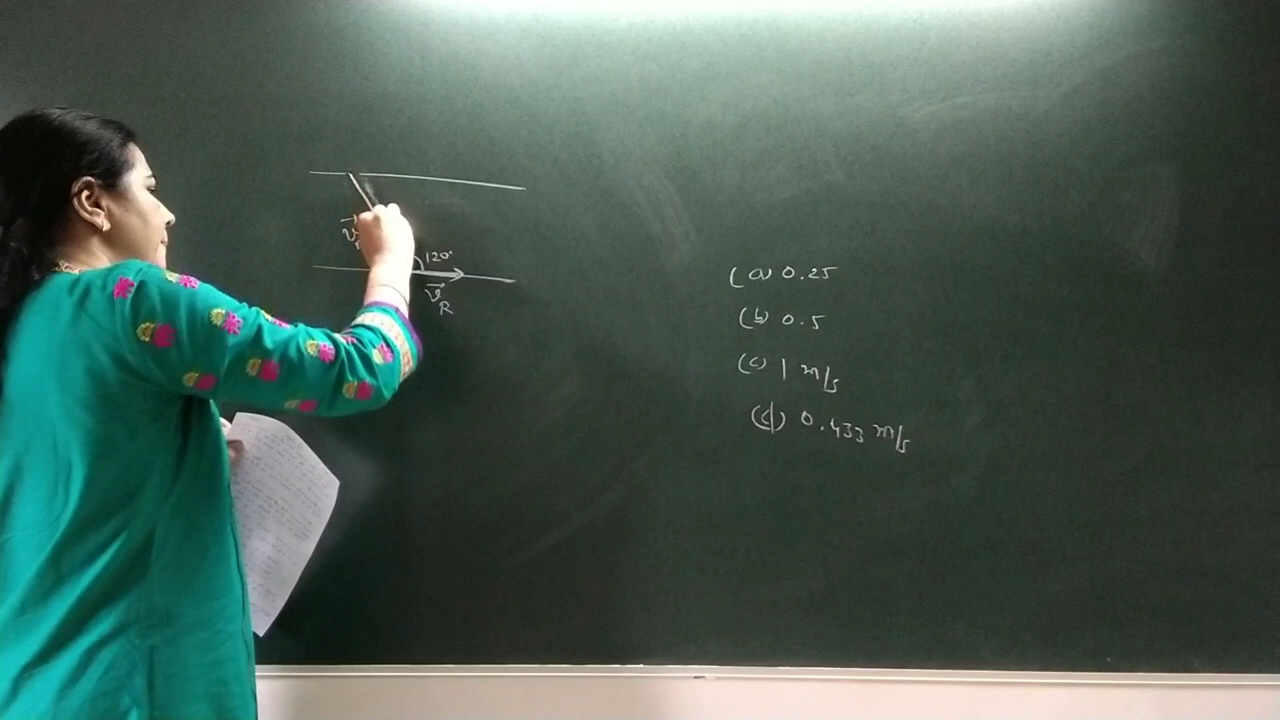 120°
v⃗R
(a) 0.25
(b) 0.5
(c) 1 m/s
(d) 0.433 m/s